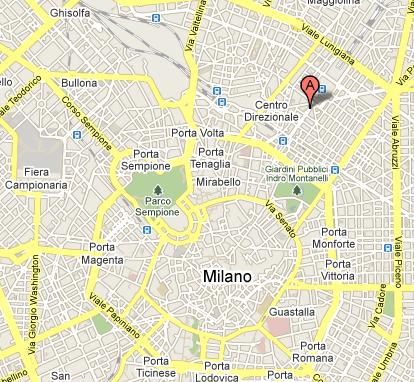 Maggiolina
Ghisolfa
Via Valtellina
Viale Lunigiana
Bullona
Viale Teodorico
Corso Sempione
A
Centro
Direzionale
Porta Volta
Viale Abruzzi
Porta
Sempione
Porta
Tenaglia
Fiera
Campionaria
Mirabello
Giardini Pubblici
Indro Montanelli
Parco
Sempione
Via Senato
Porta
Magenta
Porta
Monforte
Milano
Porta
Vittoria
Viale Piceno
Via Giorgio Washington
Viale Papiniano
Via Cadore
Guastalla
Porta
Ticinese
Porta
Lodovica
Porta
Romana
Viale Umbria
San